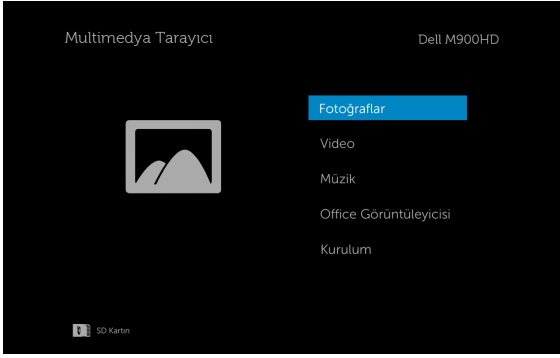 Multimedya Tarayıcı
Dell M900HD
Fotoğraflar
Video
Müzik
Office Görüntüleyicisi
Kurulum
SD Kartın